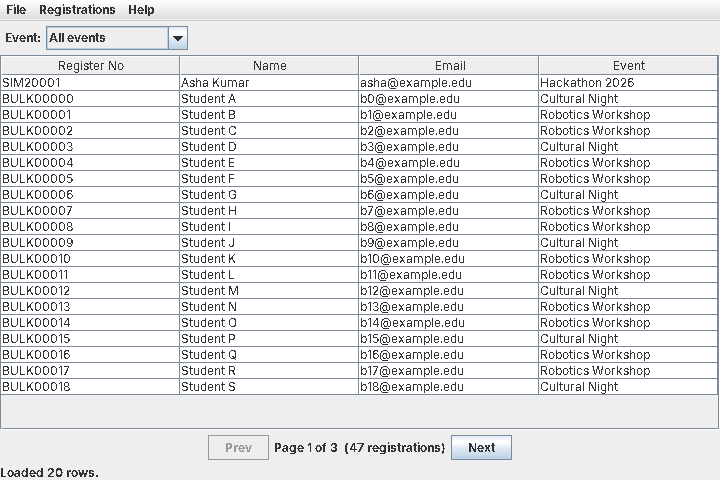 File Registrations Help
Event: All events
Register No Name Email Event
SIM20001 Asha Kumar asha@example.edu Hackathon 2026
BULK00000 Student A b0@example.edu Cultural Night
BULK00001 Student B b1@example.edu Robotics Workshop
BULK00002 Student C b2@example.edu Robotics Workshop
BULK00003 Student D b3@example.edu Cultural Night
BULK00004 Student E b4@example.edu Robotics Workshop
BULK00005 Student F b5@example.edu Robotics Workshop
BULK00006 Student G b6@example.edu Cultural Night
BULK00007 Student H b7@example.edu Robotics Workshop
BULK00008 Student I b8@example.edu Robotics Workshop
BULK00009 Student J b9@example.edu Cultural Night
BULK00010 Student K b10@example.edu Robotics Workshop
BULK00011 Student L b11@example.edu Robotics Workshop
BULK00012 Student M b12@example.edu Cultural Night
BULK00013 Student N b13@example.edu Robotics Workshop
BULK00014 Student O b14@example.edu Robotics Workshop
BULK00015 Student P b15@example.edu Cultural Night
BULK00016 Student Q b16@example.edu Robotics Workshop
BULK00017 Student R b17@example.edu Robotics Workshop
BULK00018 Student S b18@example.edu Cultural Night
Prev Page 1 of 3 (47 registrations) Next
Loaded 20 rows.